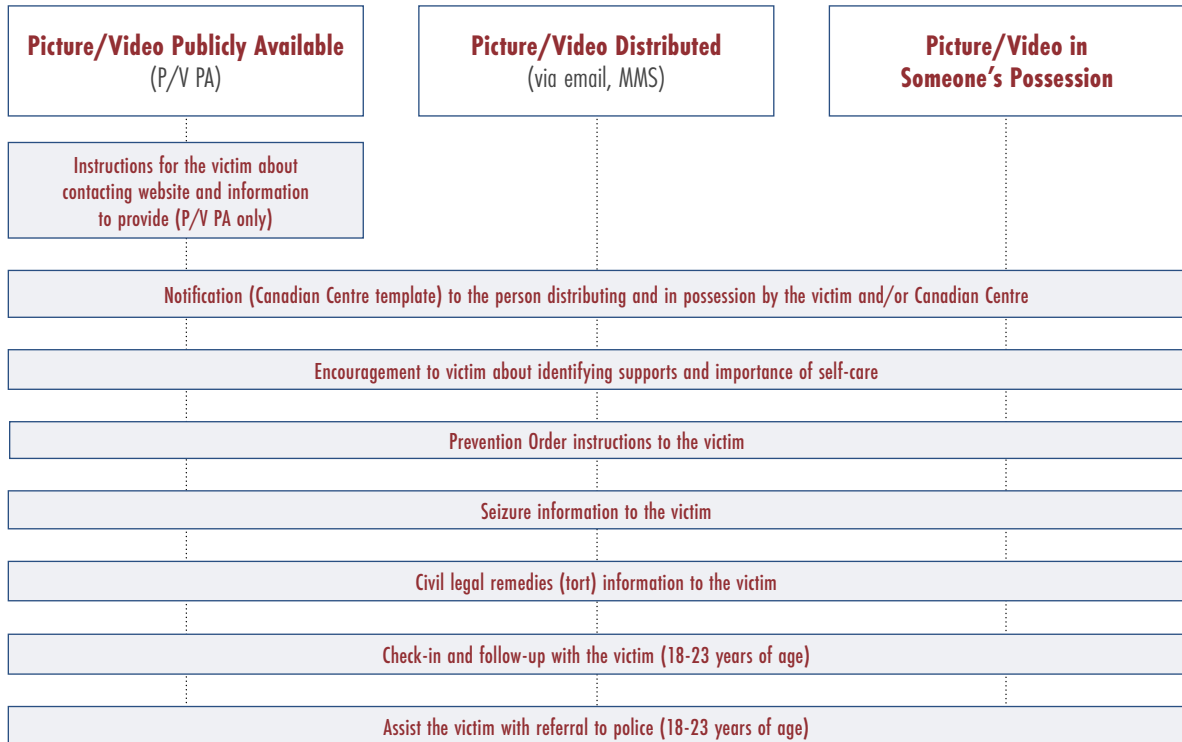 Picture/Video Publicly Available
(P/V PA)
Picture/Video Distributed
(via email, MMS)
Picture/Video in
Someone's Possession
Instructions for the victim about
contacting website and information
to provide (P/V PA only)
Notification (Canadian Centre template) to the person distributing and in possession by the victim and/or Canadian Centre
Encouragement to victim about identifying supports and importance of self-care
Prevention Order instructions to the victim
Seizure information to the victim
Civil legal remedies (tort) information to the victim
Check-in and follow-up with the victim (18-23 years of age)
Assist the victim with referral to police (18-23 years of age)